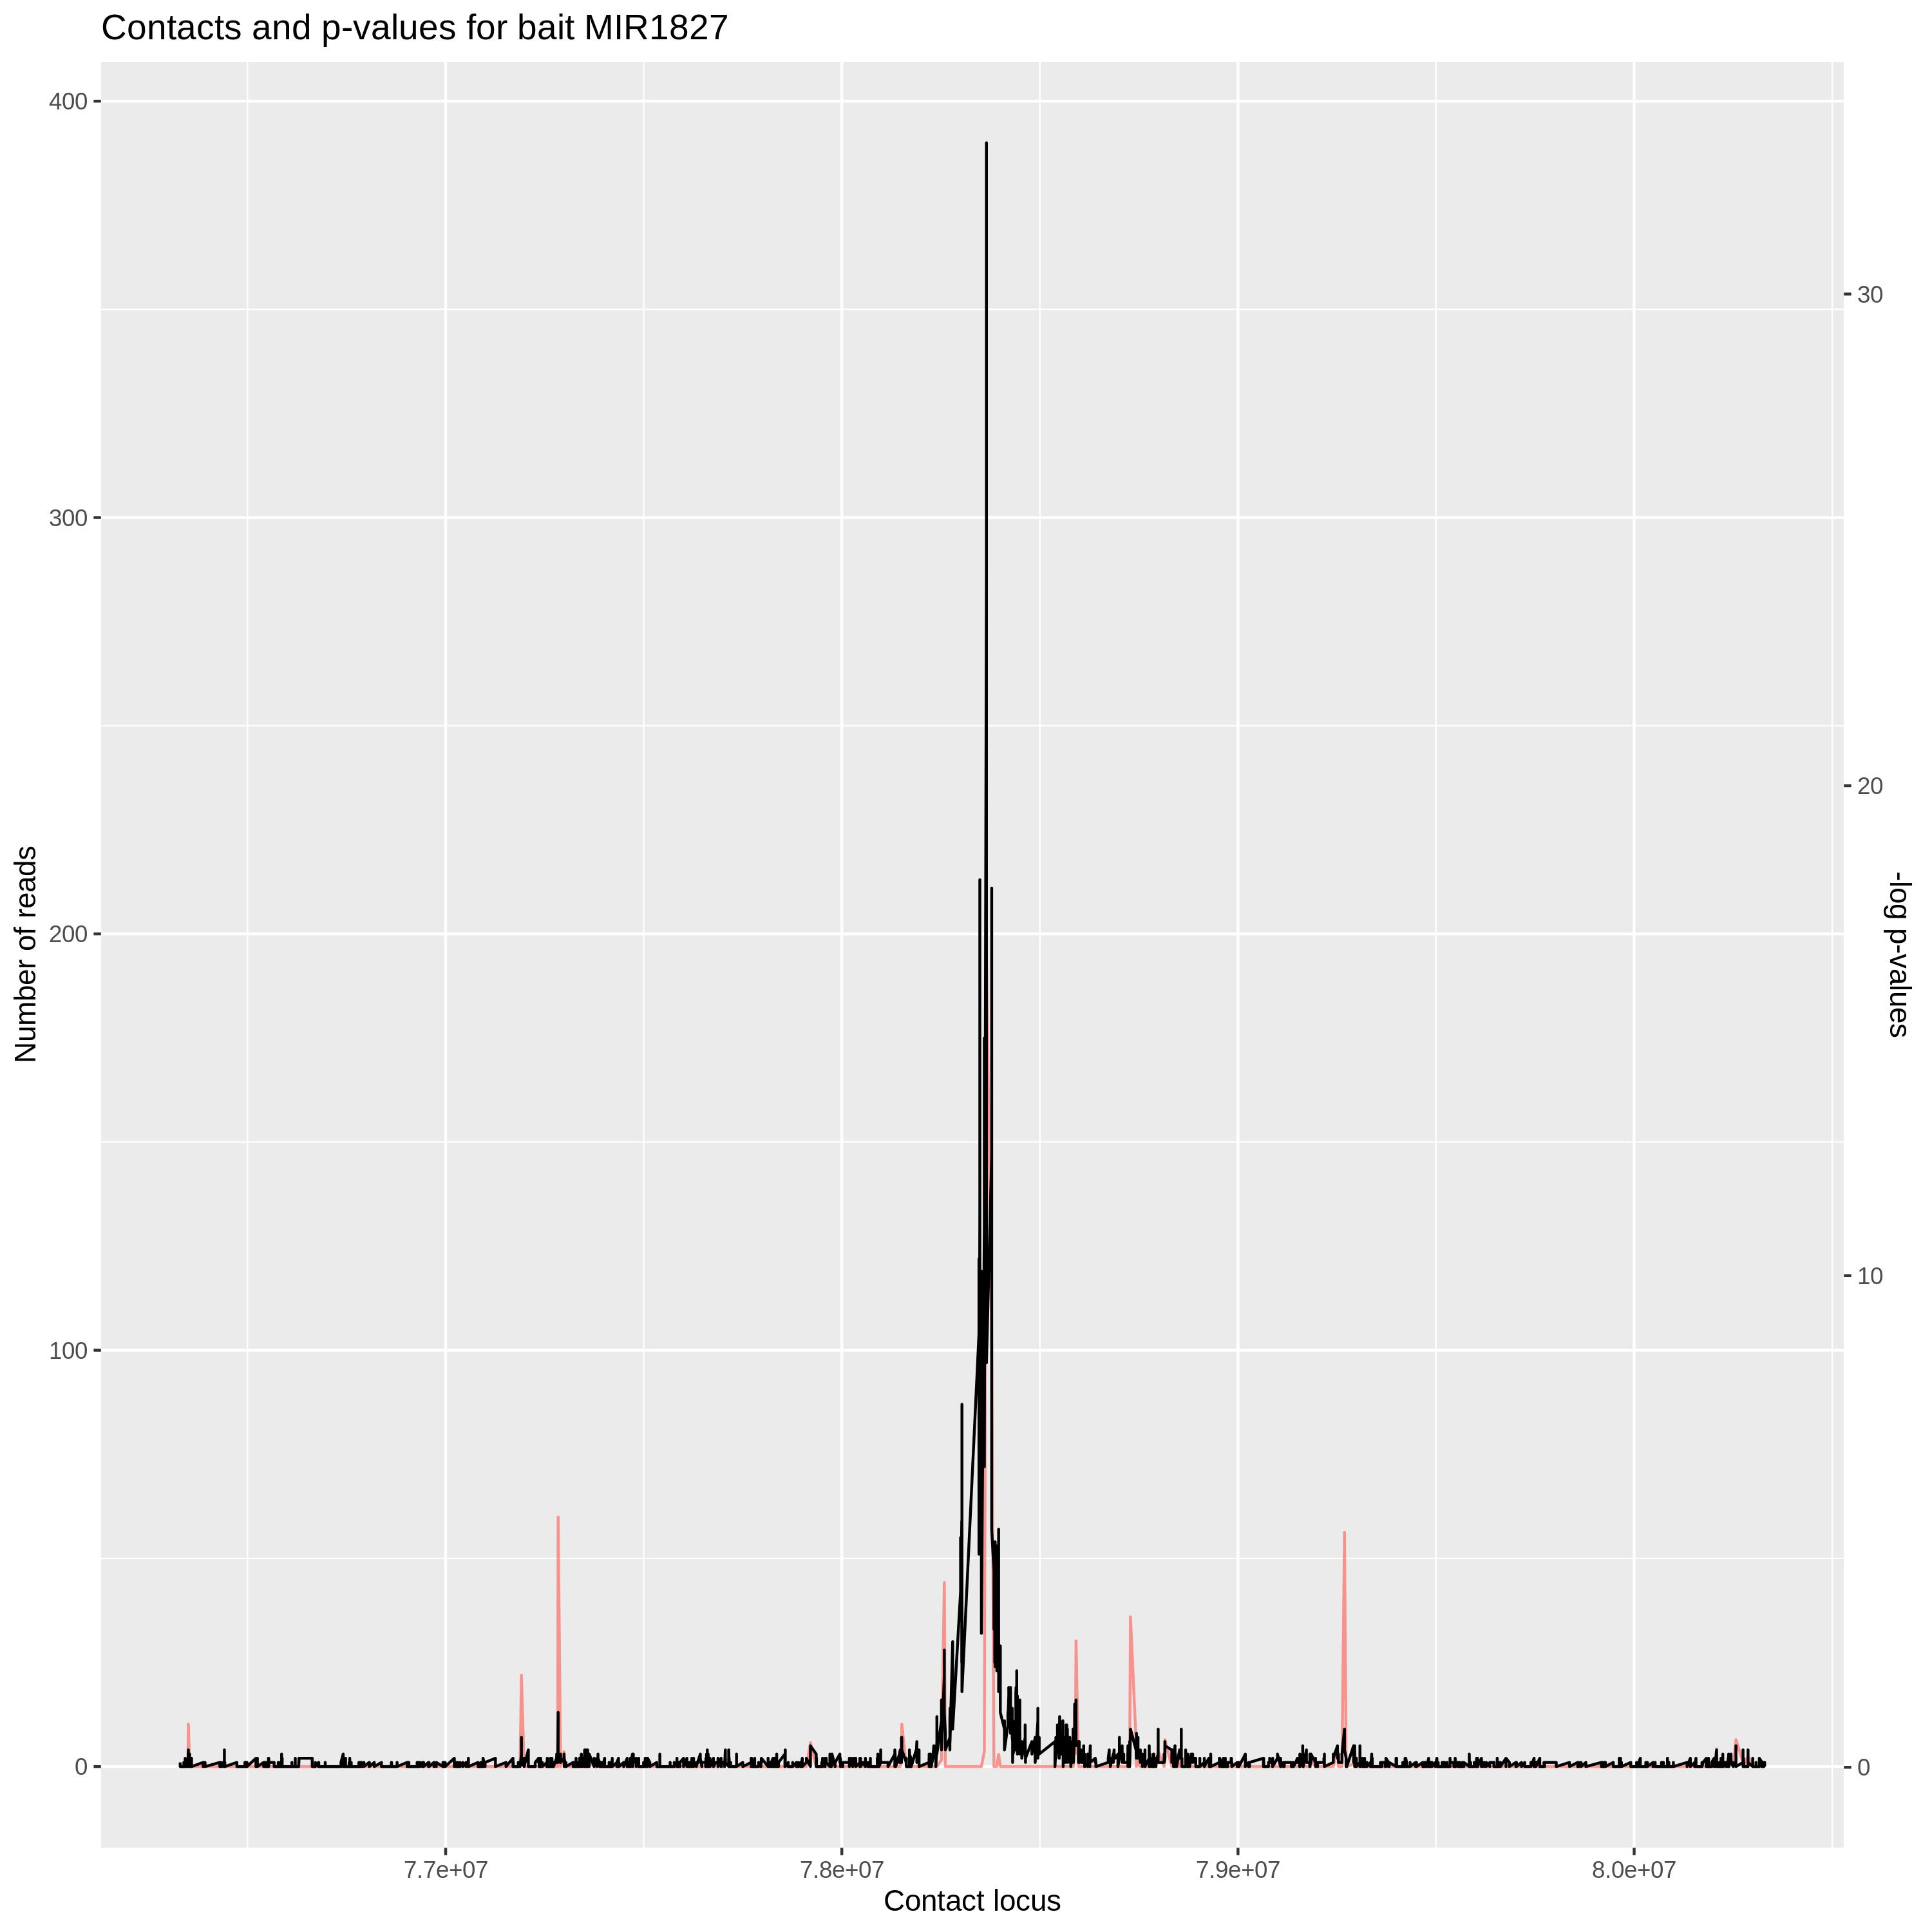 Contacts and p-values for bait MIR1827
400
300
200
100
0
Number of reads
30
20
10
0
-log p-values
7.7e+07
7.8e+07
7.9e+07
8.0e+07
Contact locus